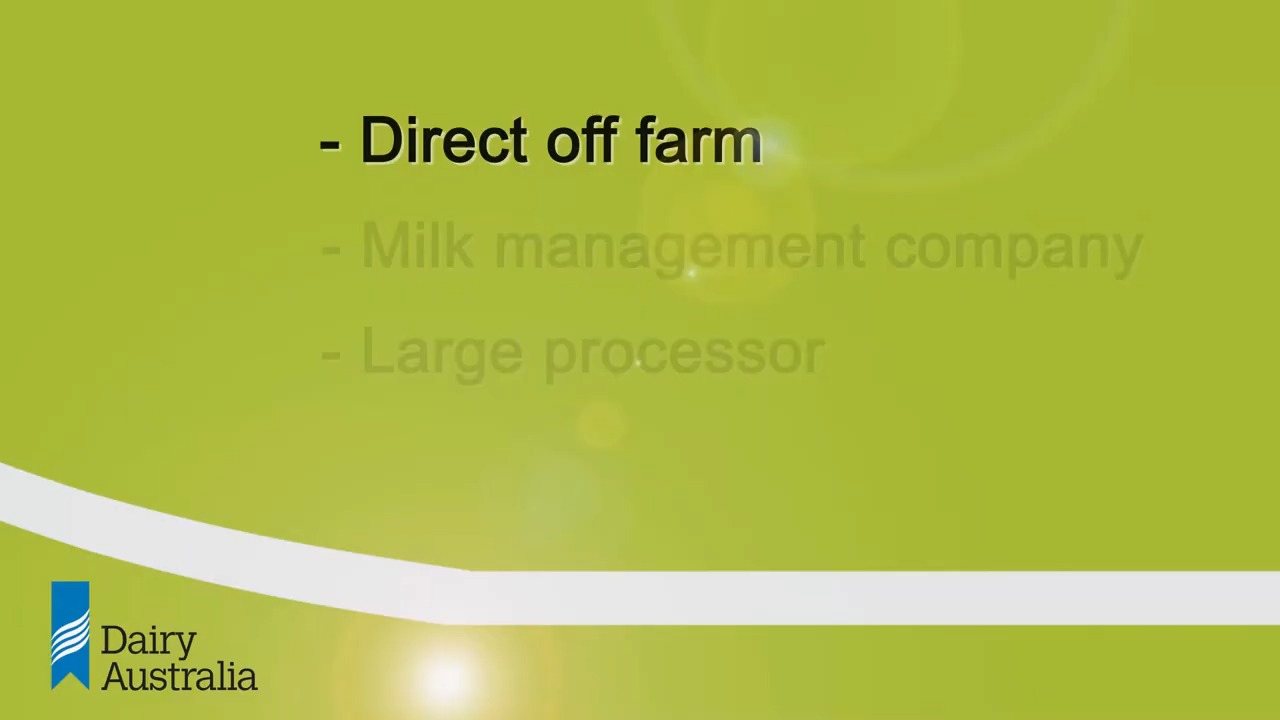 - Direct off farm
- Milk management company
- Large processor
Dairy
Australia